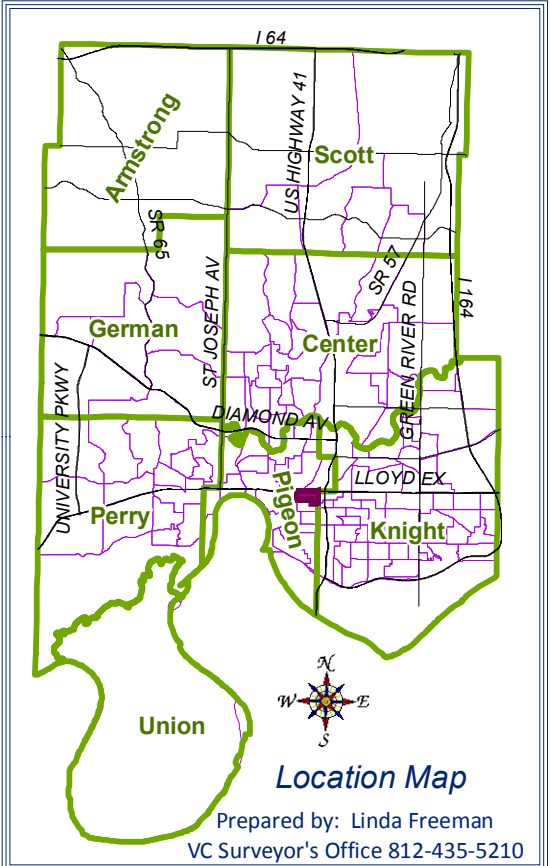 I 64
Armstrong
US HIGHWAY 41
Scott
SR 65
ST JOSEPH AV
SR 57
I 164
German
Center
GREEN RIVER RD
UNIVERSITY PKWY
DIAMOND AV
LLOYD EX
Perry
Pigeon
Knight
N
W
E
S
Union
Location Map
Prepared by: Linda Freeman
VC Surveyor's Office 812-435-5210